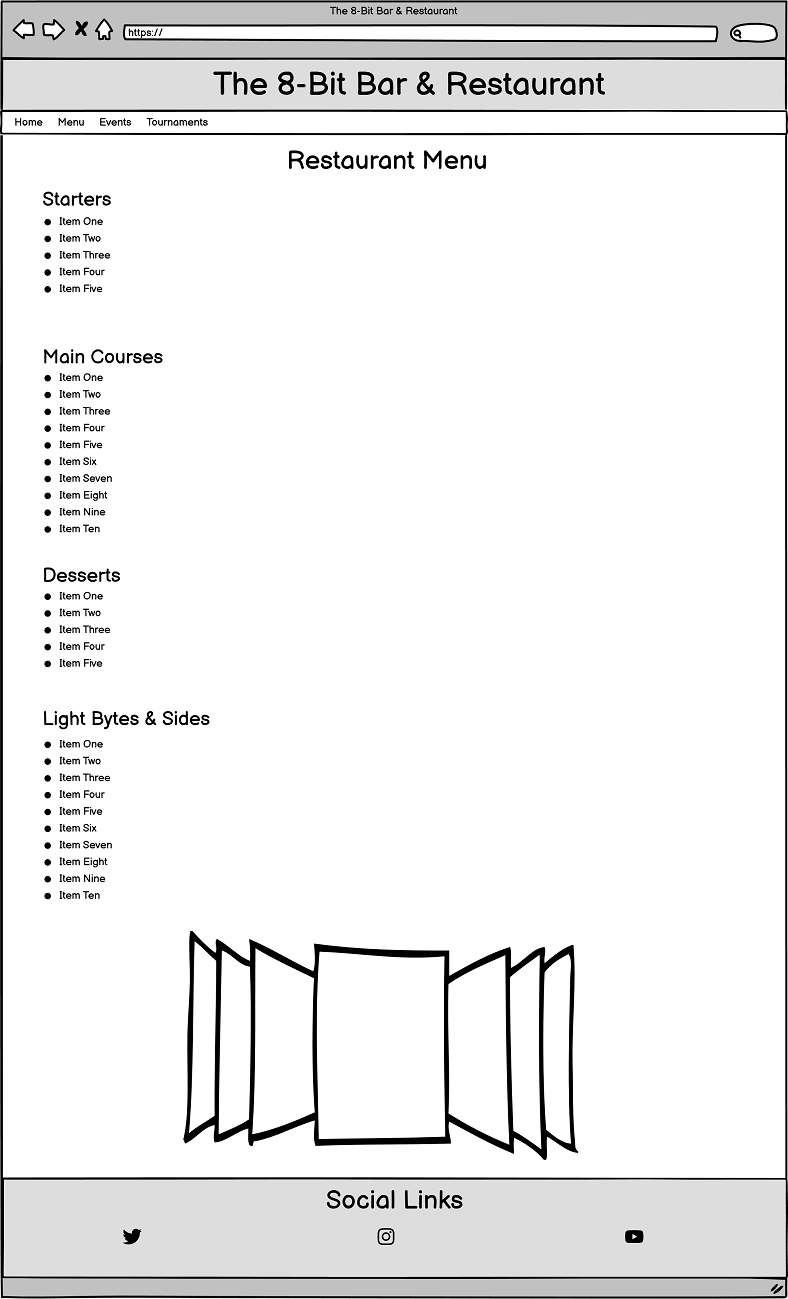 The 8-Bit Bar & Restaurant
https://
The 8-Bit Bar & Restaurant
Home Menu Events Tournaments
Restaurant Menu
Starters
Item One
Item Two
Item Three
Item Four
Item Five
Main Courses
Item One
Item Two
Item Three
Item Four
Item Five
Item Six
Item Seven
Item Eight
Item Nine
Item Ten
Desserts
Item One
Item Two
Item Three
Item Four
Item Five
Light Bytes & Sides
Item One
Item Two
Item Three
Item Four
Item Five
Item Six
Item Seven
Item Eight
Item Nine
Item Ten
Social Links